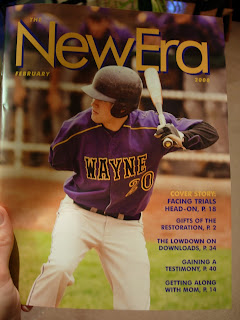 THE
NewEra
FEBRUARY 2008
WAYNE
20
COVER STORY:
FACING TRIALS
HEAD-ON, P. 18
GIFTS OF THE
RESTORATION, P. 2
THE LOWDOWN ON
DOWNLOADS, P. 34
GAINING A
TESTIMONY, P. 40
GETTING ALONG
WITH MOM, P. 14